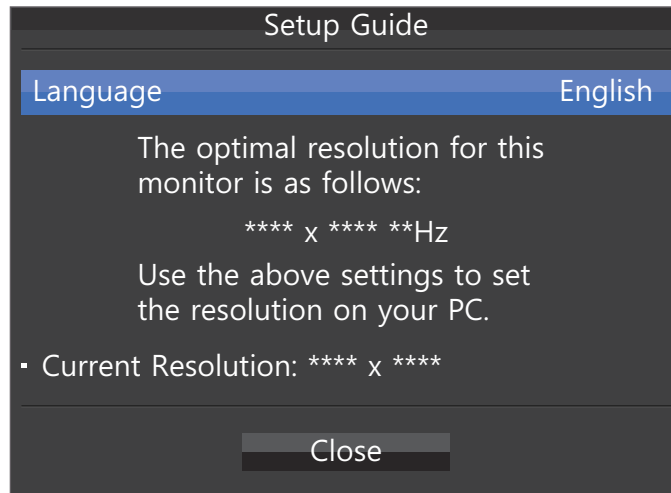 Setup Guide
Language English
The optimal resolution for this
monitor is as follows:
**** x **** **Hz
Use the above settings to set
the resolution on your PC.
▪ Current Resolution: **** x ****
Close